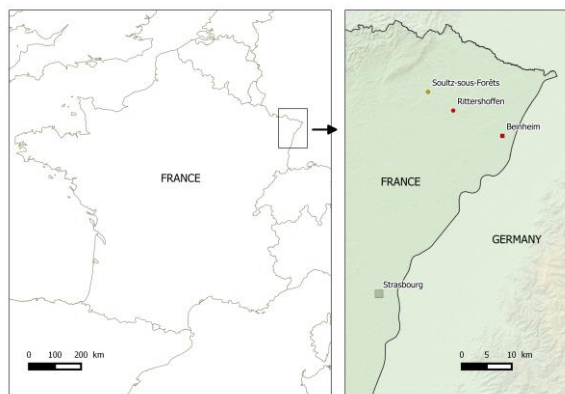 FRANCE
0 100 200 km
Soultz-sous-Forêts
Rittershoffen
Beinheim
FRANCE
GERMANY
Strasbourg
0 5 10 km